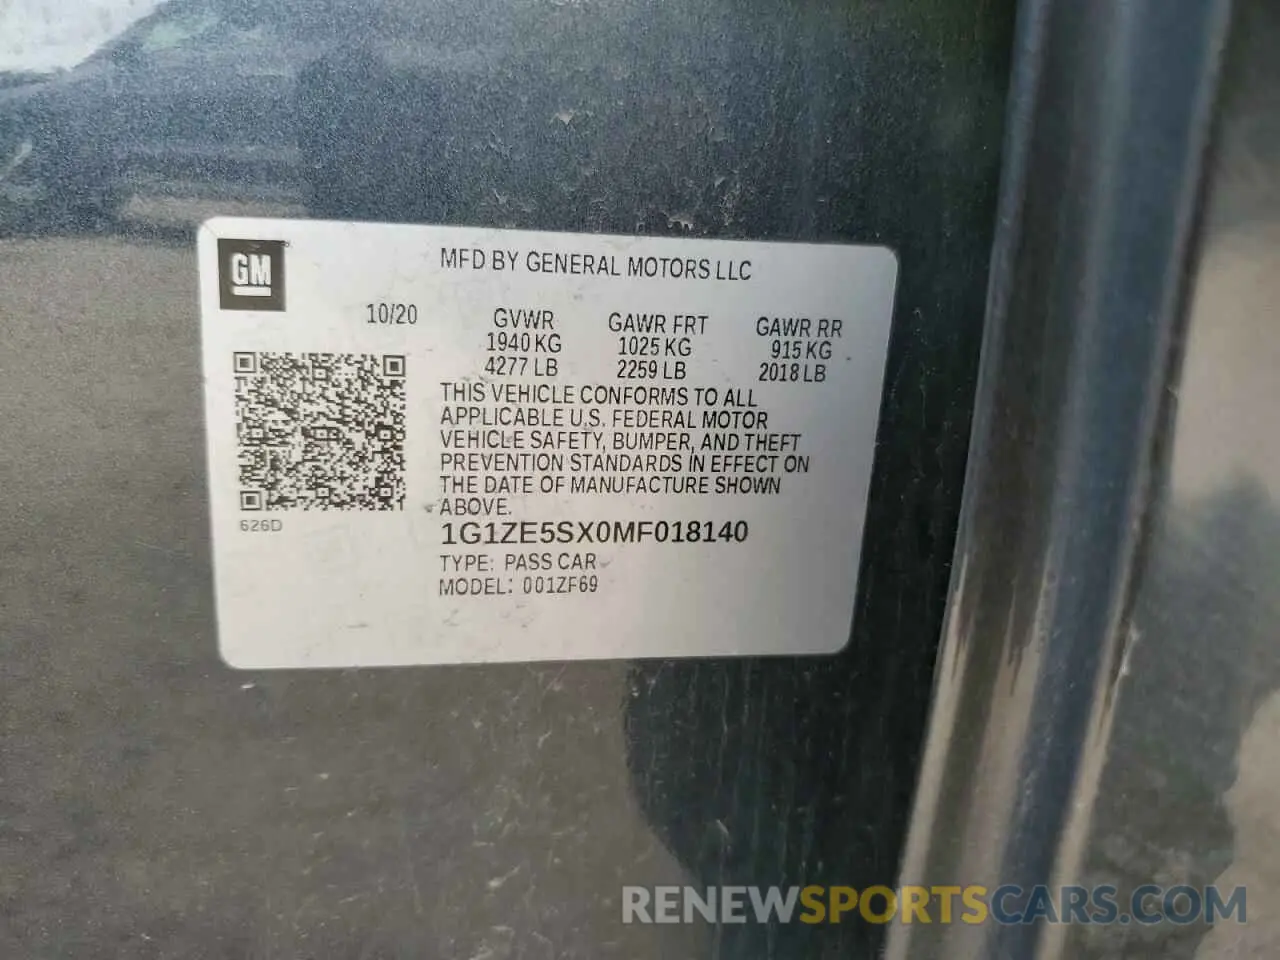 GM
MFD BY GENERAL MOTORS LLC
10/20
GVWR
1940 KG
4277 LB
GAWR FRT
1025 KG
2259 LB
GAWR RR
915 KG
2018 LB
THIS VEHICLE CONFORMS TO ALL
APPLICABLE U.S. FEDERAL MOTOR
VEHICLE SAFETY, BUMPER, AND THEFT
PREVENTION STANDARDS IN EFFECT ON
THE DATE OF MANUFACTURE SHOWN
ABOVE.
626D
1G1ZE5SX0MF018140
TYPE: PASS CAR
MODEL: 001ZF69
RENEWSPORTSCARS.COM